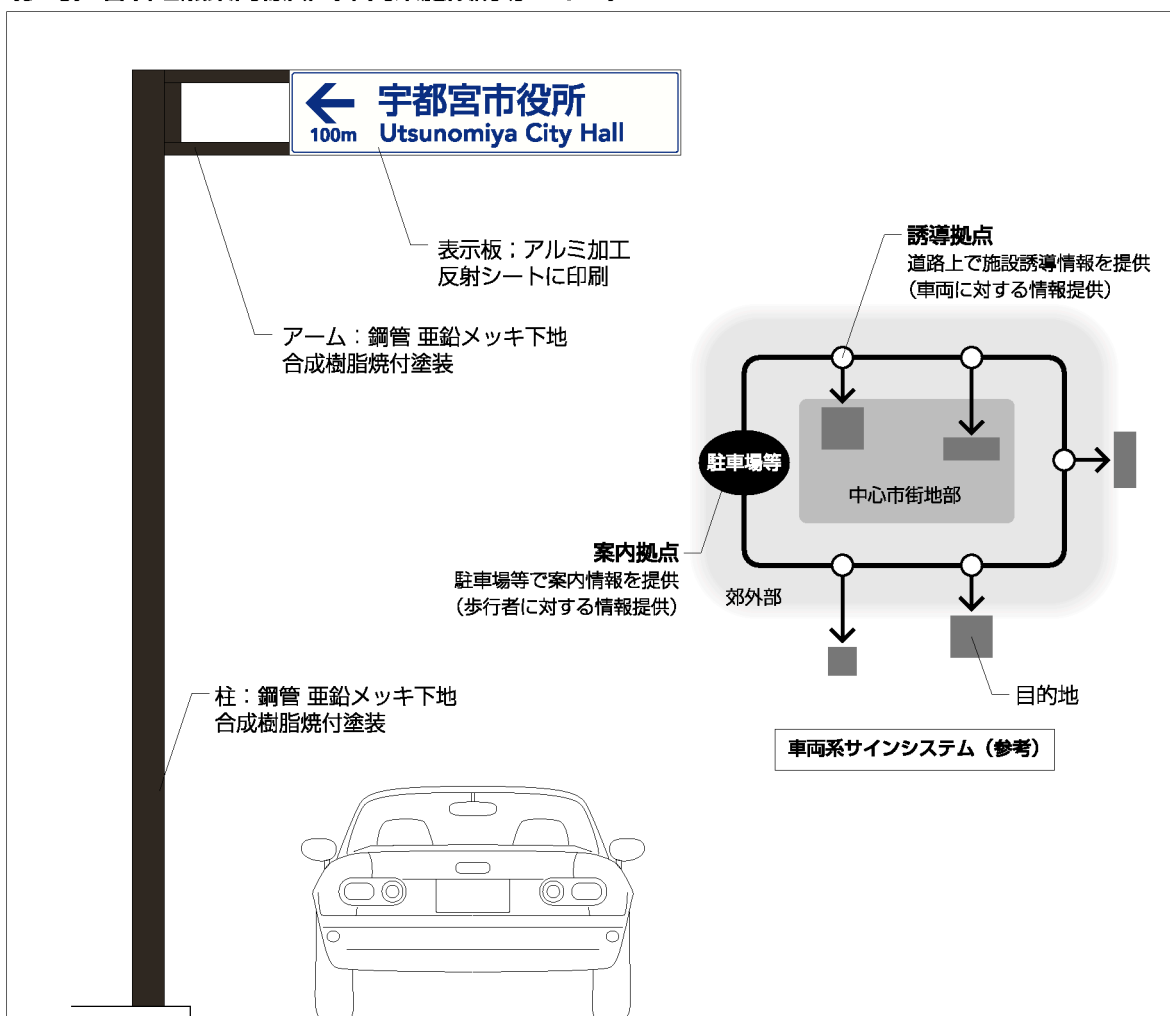 宇都宮市役所
100m
Utsunomiya City Hall
表示板：アルミ加工
反射シートに印刷
アーム：鋼管 亜鉛メッキ下地
合成樹脂焼付塗装
柱：鋼管 亜鉛メッキ下地
合成樹脂焼付塗装
誘導拠点
道路上で施設誘導情報を提供
（車両に対する情報提供）
駐車場等
中心市街地部
案内拠点
駐車場等で案内情報を提供
（歩行者に対する情報提供）
郊外部
目的地
車両系サインシステム（参考）